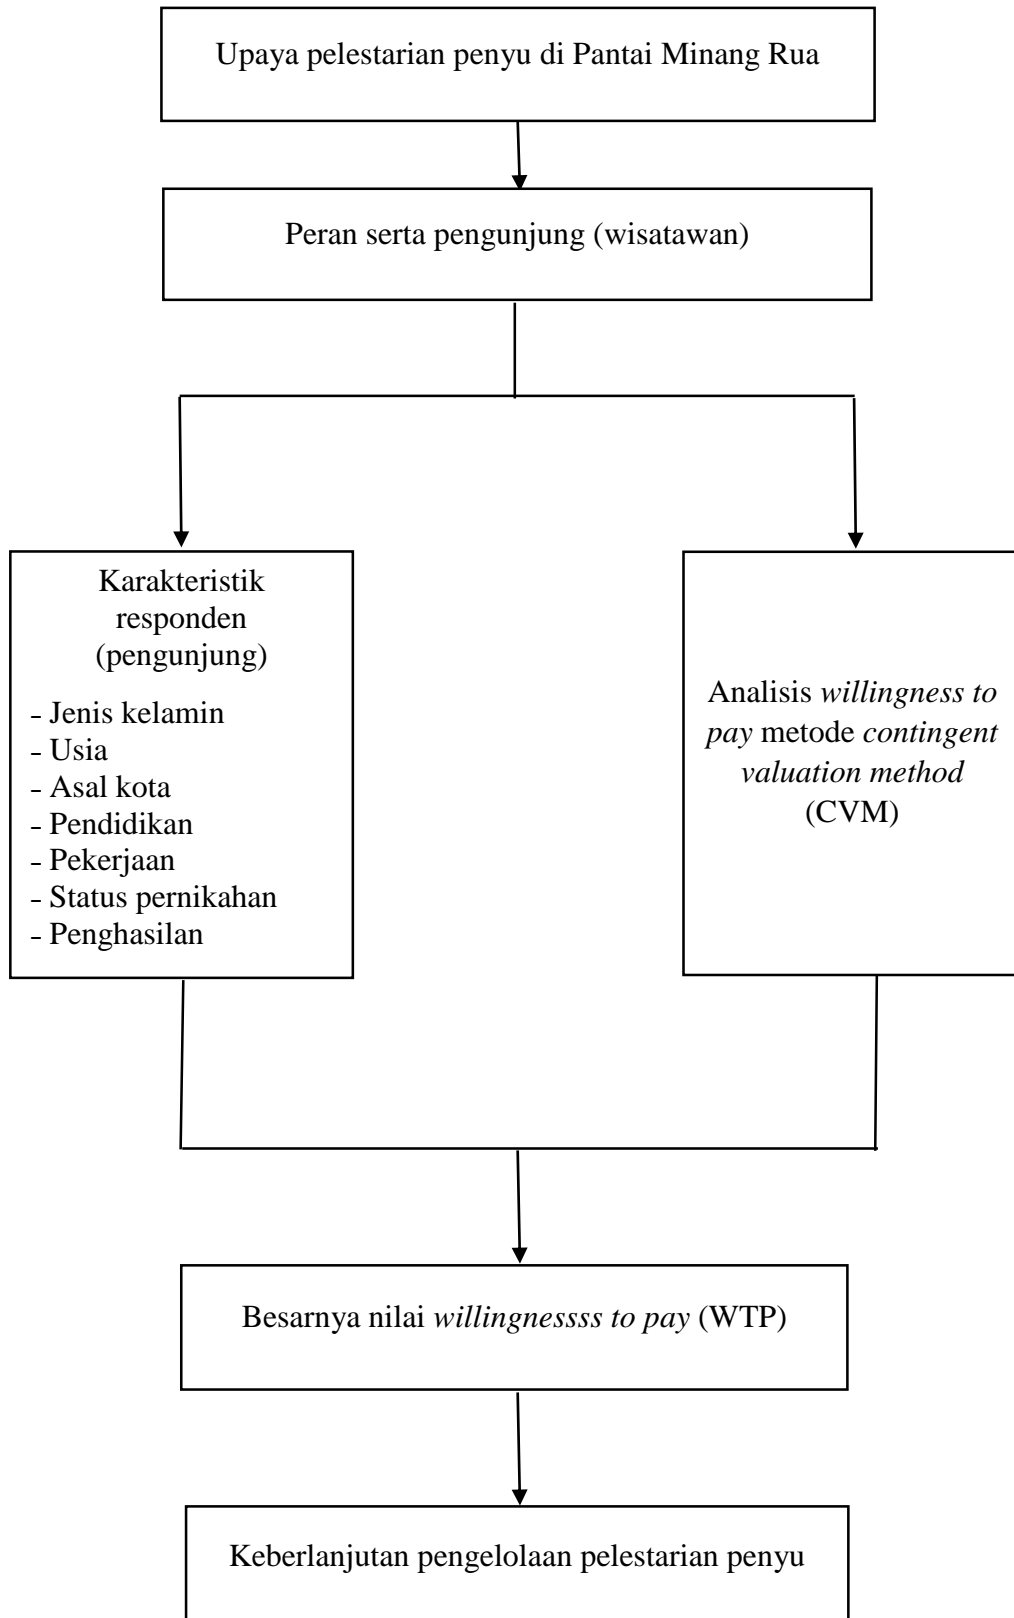 Upaya pelestarian penyu di Pantai Minang Rua
Peran serta pengunjung (wisatawan)
Karakteristik
responden
(pengunjung)
- Jenis kelamin
- Usia
- Asal kota
- Pendidikan
- Pekerjaan
- Status pernikahan
- Penghasilan
Analisis willingness to
pay metode contingent
valuation method
(CVM)
Besarnya nilai willingnessss to pay (WTP)
Keberlanjutan pengelolaan pelestarian penyu